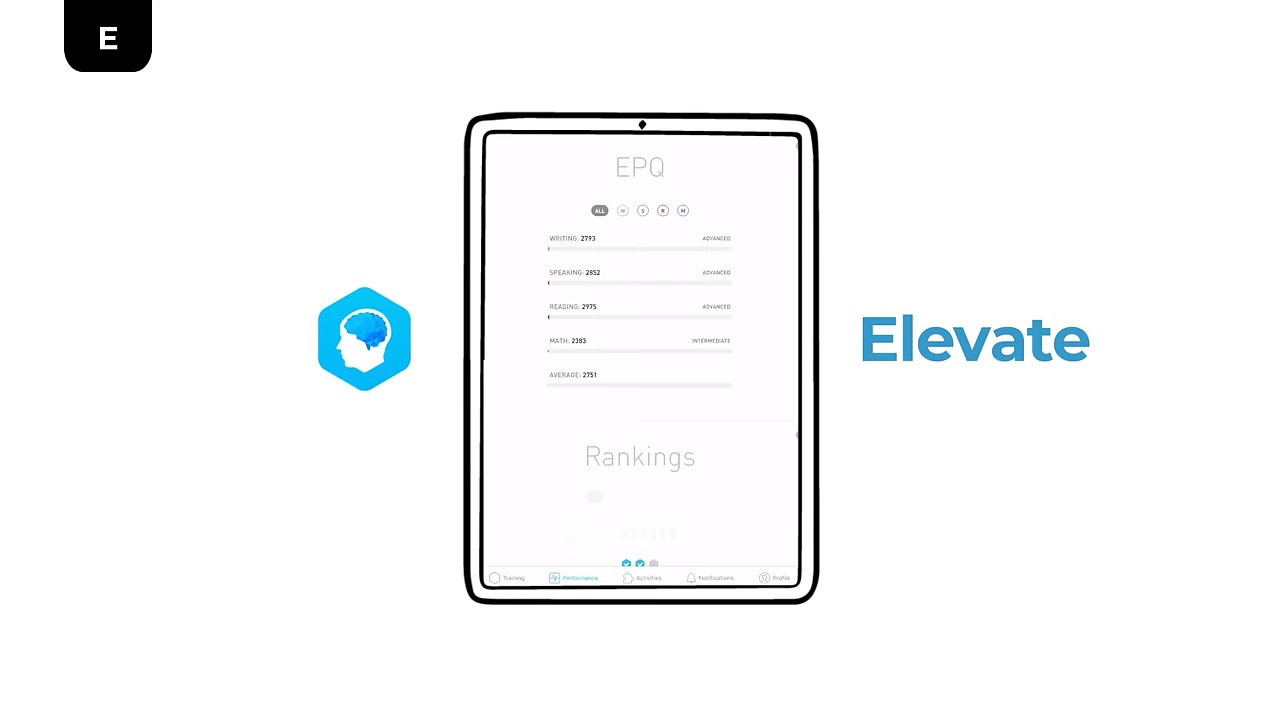 E
EPQ
ALL W S R M
WRITING: 2793 ADVANCED
SPEAKING: 2852 ADVANCED
READING: 2975 ADVANCED
MATH: 2383 INTERMEDIATE
AVERAGE: 2751
Elevate
Rankings
Training Performance Activities Notifications Profile